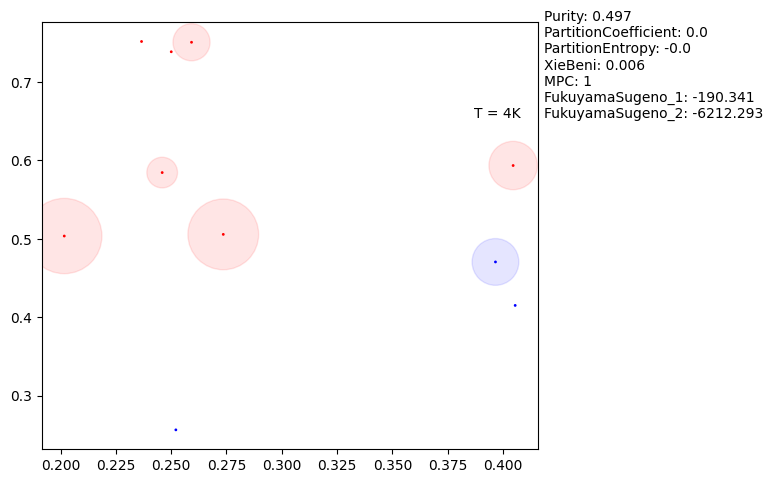 Purity: 0.497
PartitionCoefficient: 0.0
PartitionEntropy: -0.0
XieBeni: 0.006
MPC: 1
FukuyamaSugeno_1: -190.341
FukuyamaSugeno_2: -6212.293
T = 4K
0.7
0.6
0.5
0.4
0.3
0.200 0.225 0.250 0.275 0.300 0.325 0.350 0.375 0.400